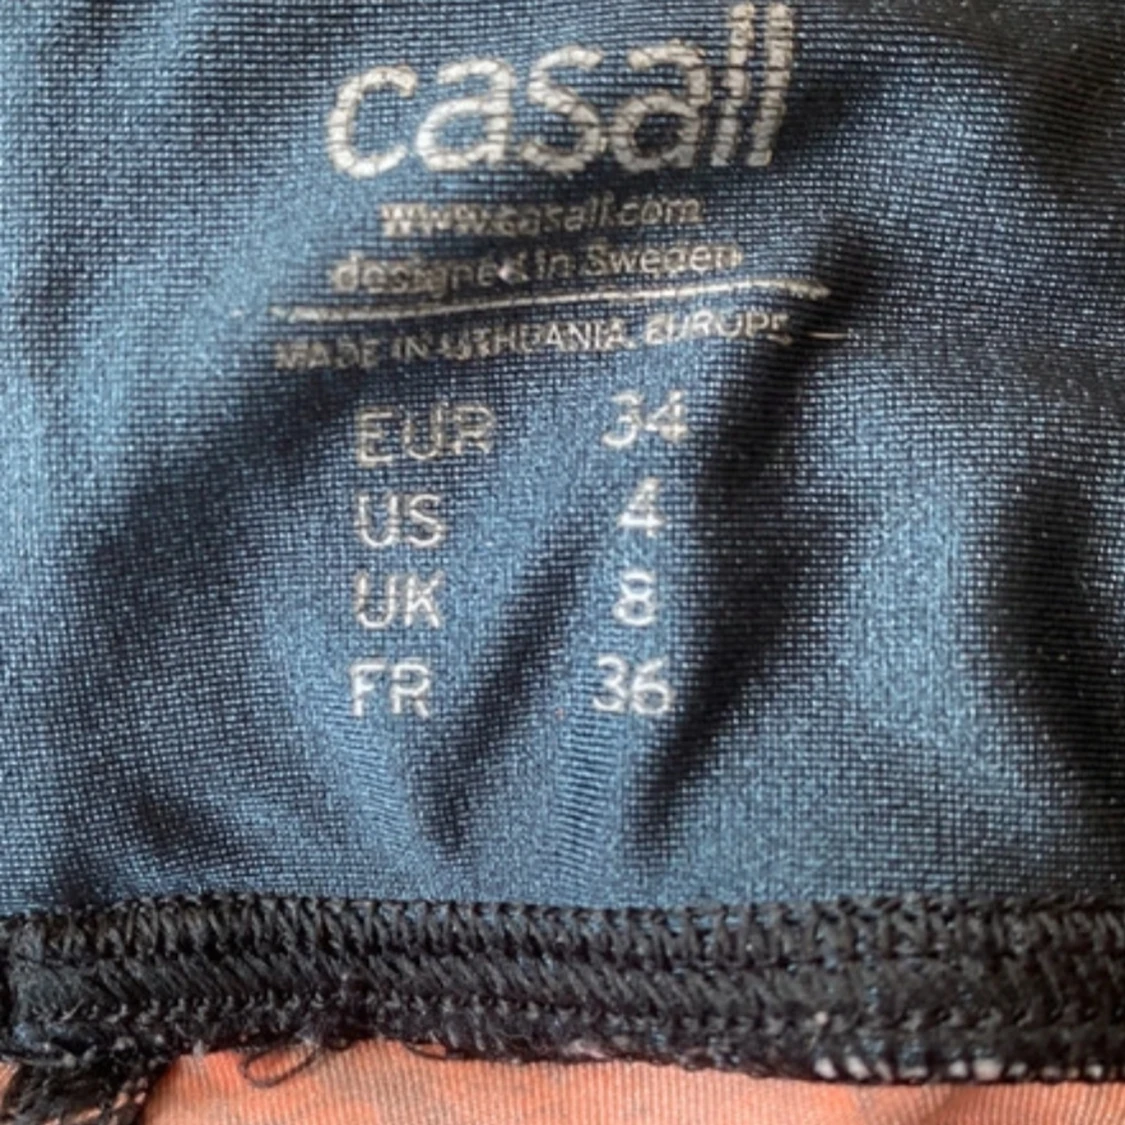 casall
www.casall.com
designed in Sweden
MADE IN LITHUANIA, EUROPE
EUR 34
US 4
UK 8
FR 36